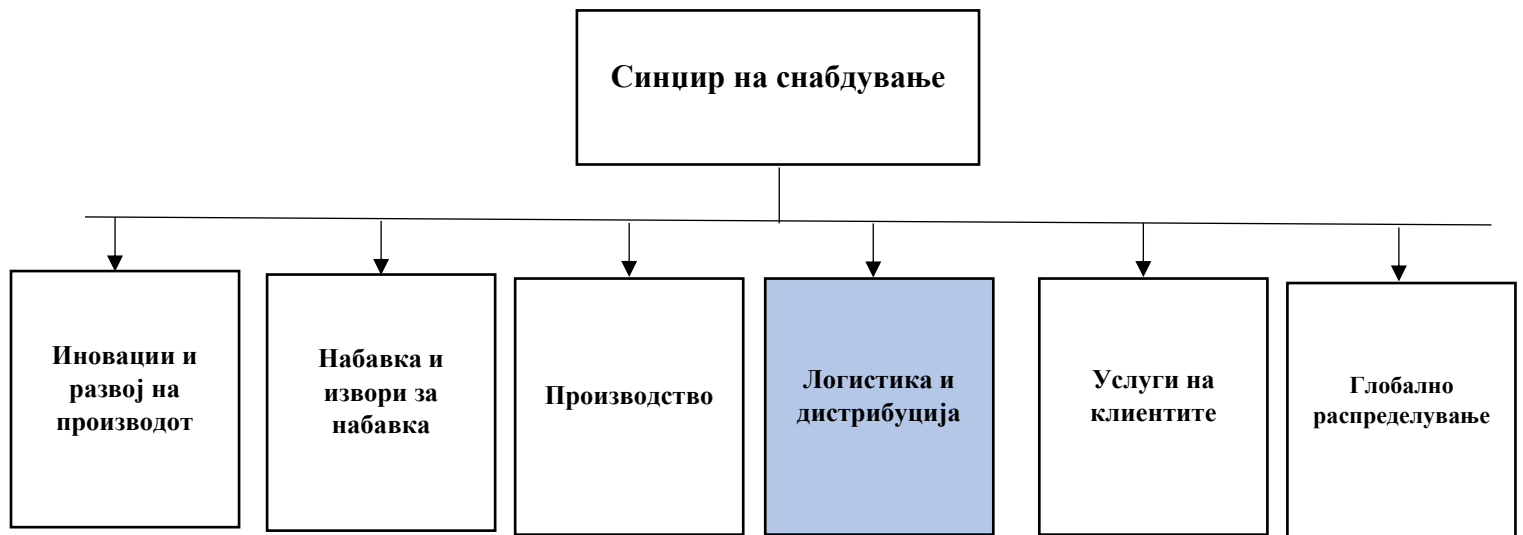 Синџир на снабдување
Иновации и
развој на
производот
Набавка и
извори за
набавка
Производство
Логистика и
дистрибуција
Услуги на
клиентите
Глобално
распределување